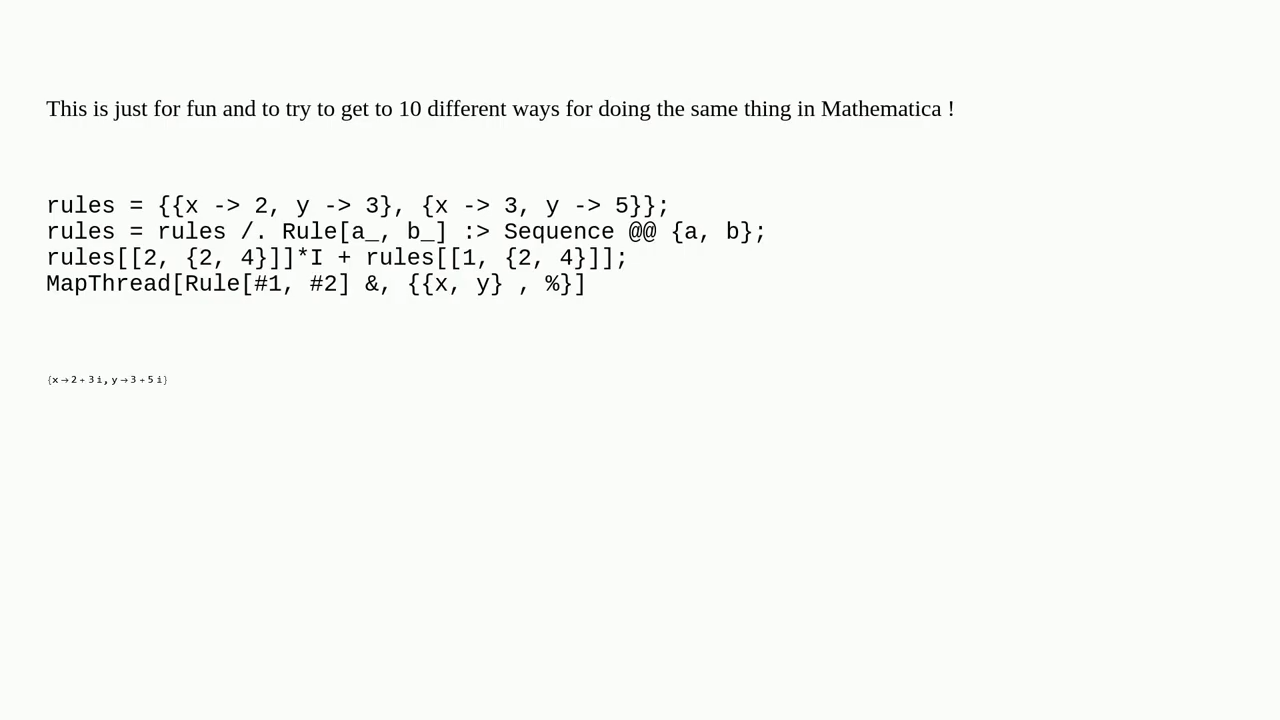 This is just for fun and to try to get to 10 different ways for doing the same thing in Mathematica !
rules = {{x -> 2, y -> 3}, {x -> 3, y -> 5}};
rules = rules /. Rule[a_, b_] :> Sequence @@ {a, b};
rules[[2, {2, 4}]]*I + rules[[1, {2, 4}]];
MapThread[Rule[#1, #2] &, {{x, y} , %}]
{x→2+3 i, y→3+5 i}